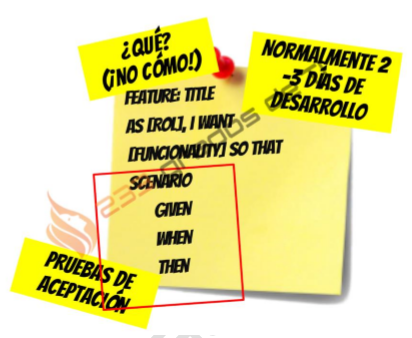 ¿QUÉ?
(¡NO CÓMO!)
NORMALMENTE 2
-3 DÍAS DE
DESARROLLO
FEATURE: TITLE
AS [ROL], I WANT
[FUNCIONALITY] SO THAT
SCENARIO
GIVEN
WHEN
THEN
PRUEBAS DE
ACEPTACIÓN